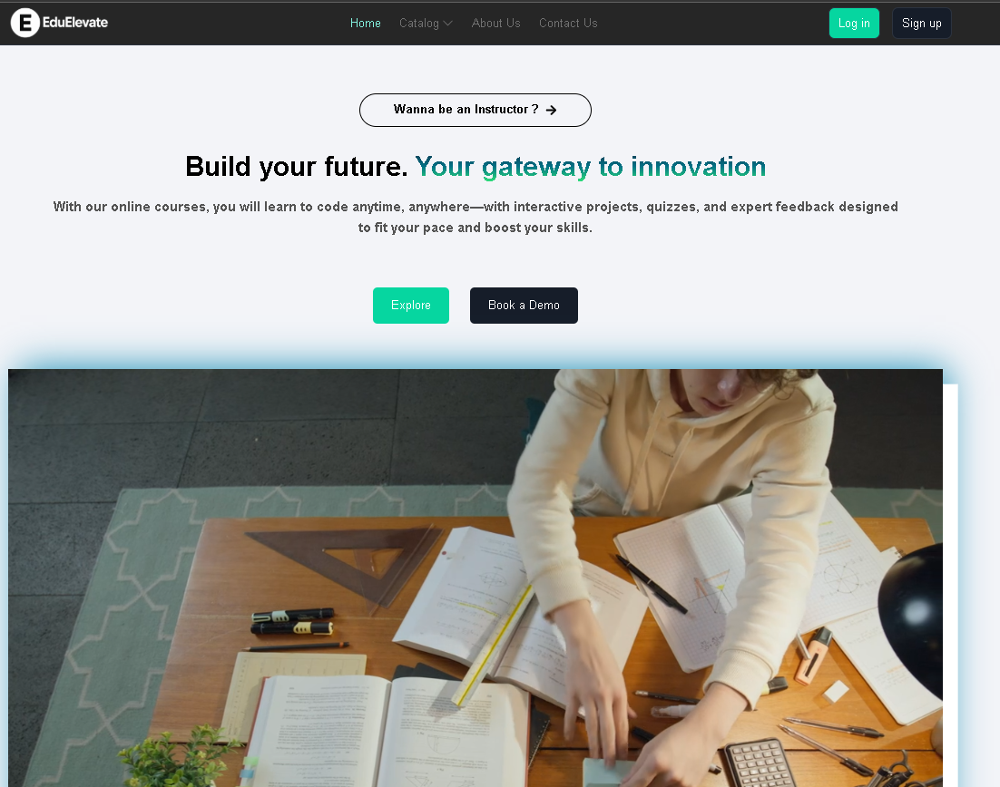 E EduElevate
Home Catalog About Us Contact Us Log in Sign up
Wanna be an Instructor ?
Build your future. Your gateway to innovation
With our online courses, you will learn to code anytime, anywhere—with interactive projects, quizzes, and expert feedback designed
to fit your pace and boost your skills.
Explore Book a Demo